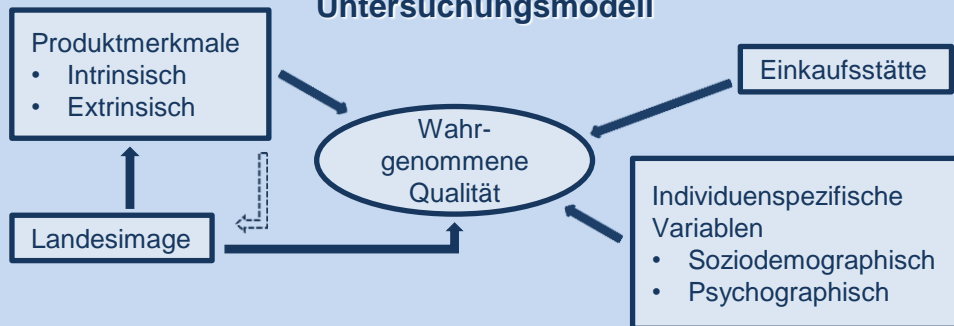 Untersuchungsmodell
Produktmerkmale
• Intrinsisch
• Extrinsisch
Einkaufsstätte
Wahr-
genommene
Qualität
Landesimage
Individuenspezifische
Variablen
• Soziodemographisch
• Psychographisch